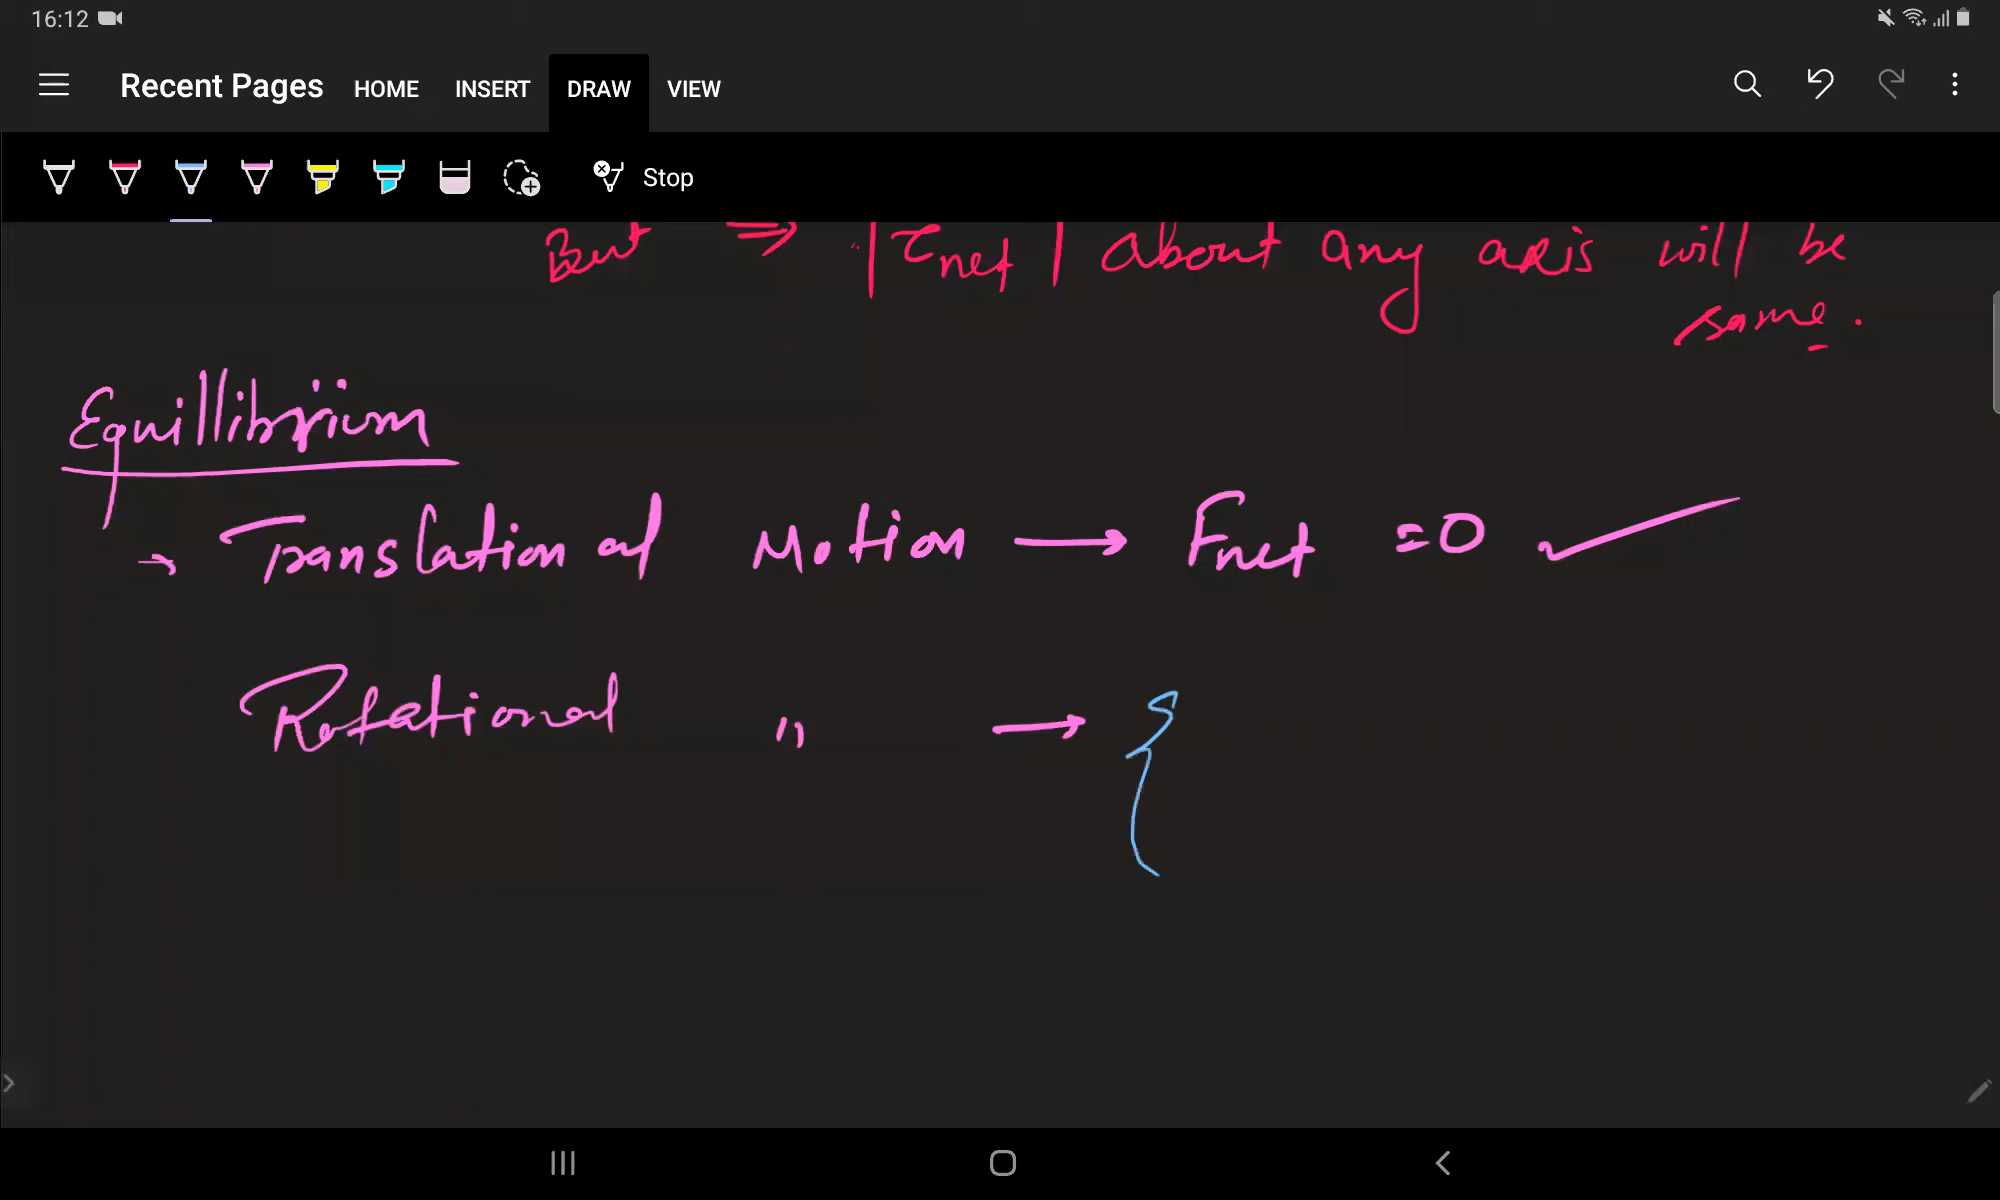 16:12
Recent Pages HOME INSERT DRAW VIEW
Stop
But ⇒ |τnet| about any axis will be
same.
Equillibrium
→ Translational Motion → Fnet =0 ✓
Rotational " → {